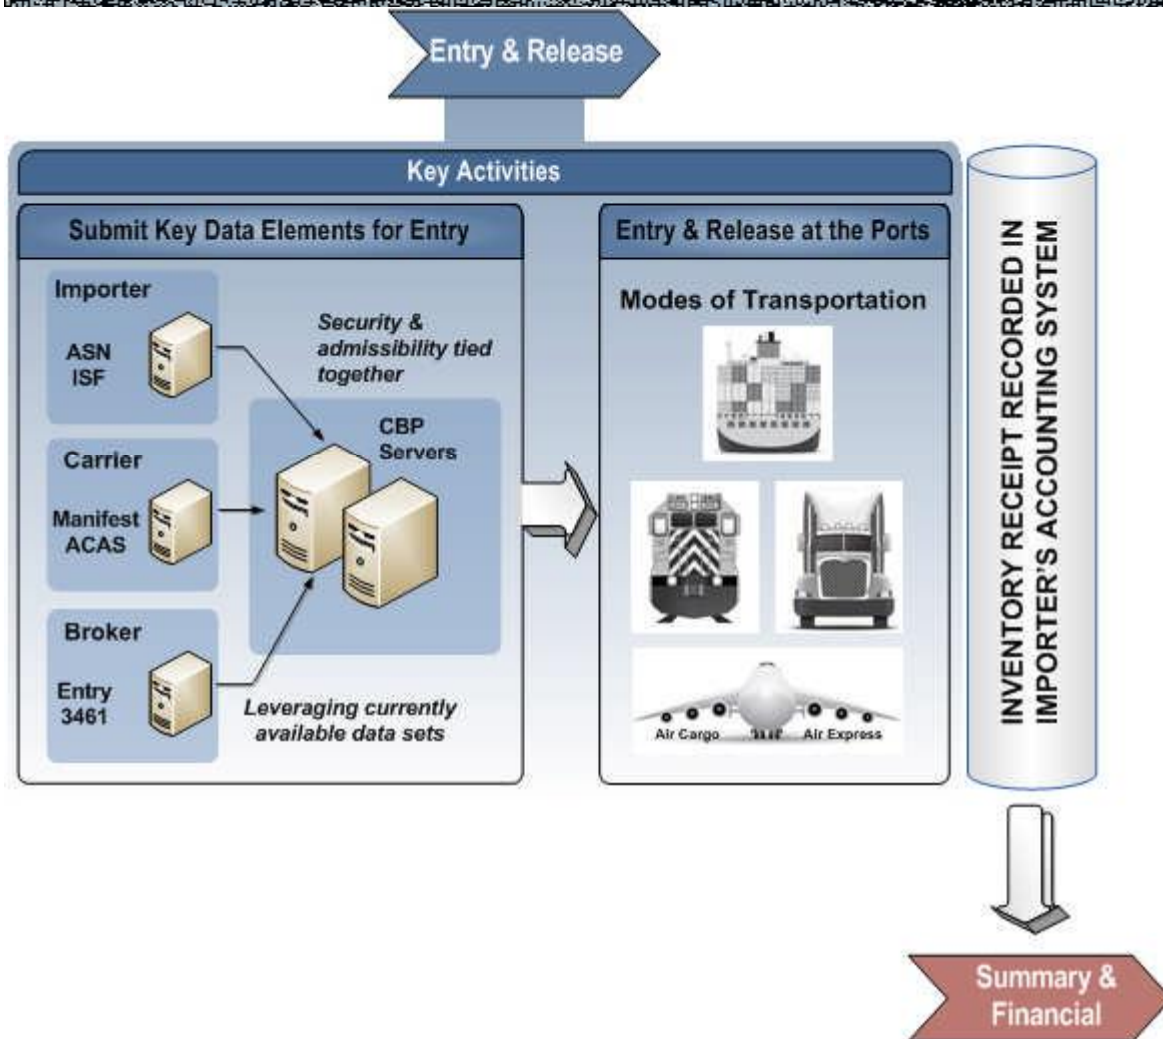 Entry & Release
Key Activities
Submit Key Data Elements for Entry
Importer
ASN
ISF
Security &
admissibility tied
together
CBP
Servers
Carrier
Manifest
ACAS
Broker
Entry
3461
Leveraging currently
available data sets
Entry & Release at the Ports
Modes of Transportation
Air Cargo
Air Express
INVENTORY RECEIPT RECORDED IN
IMPORTER'S ACCOUNTING SYSTEM
Summary &
Financial